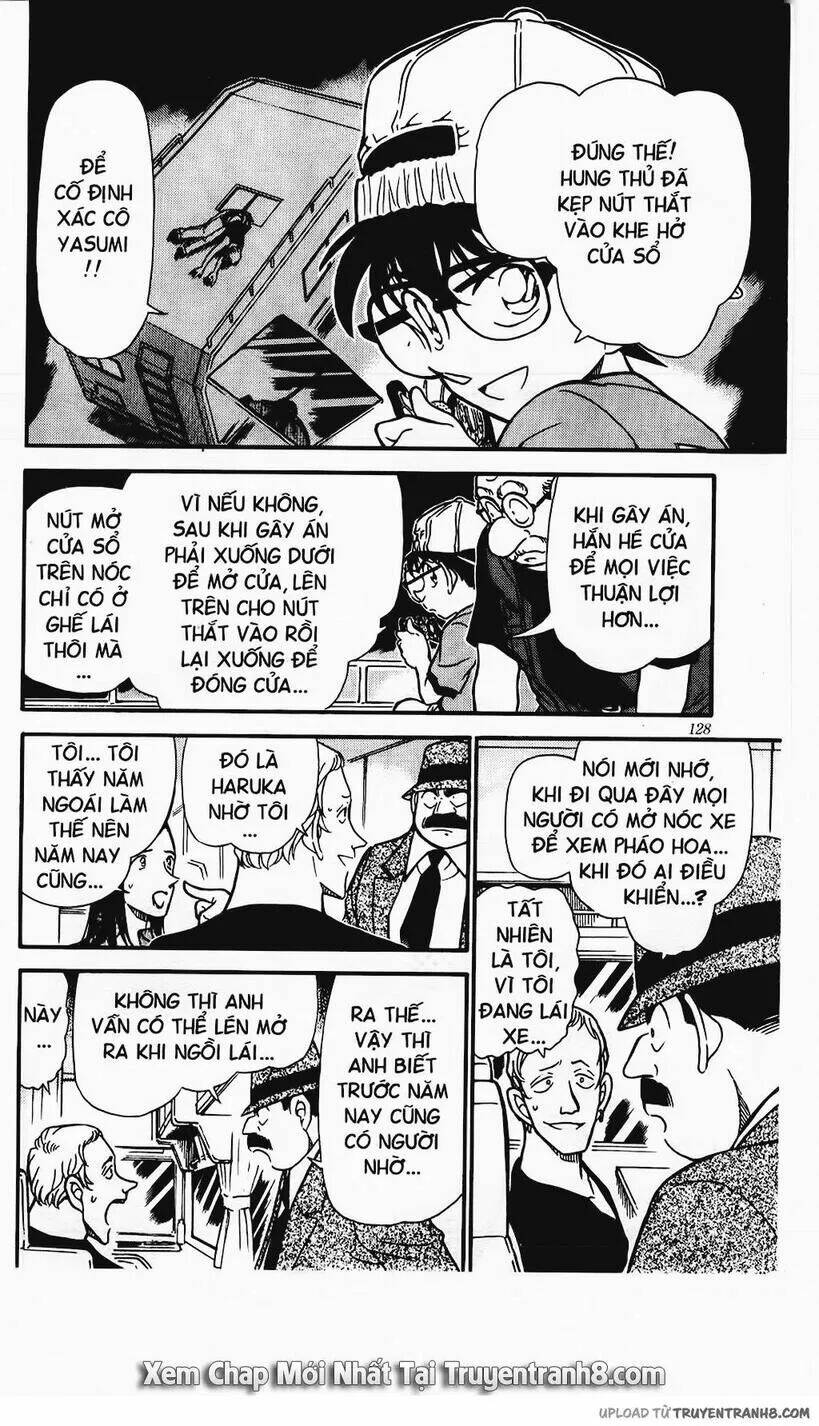 ĐÚNG THẾ!
HUNG THỦ ĐÃ
KẸP NÚT THẮT
VÀO KHE HỞ
CỬA SỔ
ĐỂ
CỐ ĐỊNH
XÁC CÔ
YASUMI
!!
KHI GÂY ÁN,
HẮN HÉ CỬA
ĐỂ MỌI VIỆC
THUẬN LỢI
HƠN...
VÌ NẾU KHÔNG,
SAU KHI GÂY ÁN
PHẢI XUỐNG DƯỚI
ĐỂ MỞ CỬA, LÊN
TRÊN CHO NÚT
THẮT VÀO RỒI
LẠI XUỐNG ĐỂ
ĐÓNG CỬA...
NÚT MỞ
CỬA SỔ
TRÊN NÓC
CHỈ CÓ Ở
GHẾ LÁI
THÔI MÀ
...
128
NÓI MỚI NHỚ,
KHI ĐI QUA ĐÂY MỌI
NGƯỜI CÓ MỞ NÓC XE
ĐỂ XEM PHÁO HOA...
KHI ĐÓ AI ĐIỀU
KHIỂN...?
TẤT
NHIÊN
LÀ TÔI,
VÌ TÔI
ĐANG LÁI
XE...
ĐÓ LÀ
HARUKA
NHỜ TÔI
...
TÔI... TÔI
THẤY NĂM
NGOÁI LÀM
THẾ NÊN
NĂM NAY
CŨNG...
RA THẾ...
VẬY THÌ
ANH BIẾT
TRƯỚC NĂM
NAY CŨNG
CÓ NGƯỜI
NHỜ...
KHÔNG THÌ ANH
VẪN CÓ THỂ LÉN MỞ
RA KHI NGỒI LÁI...
NÀY
...
Xem Chap Mới Nhất Tại Truyentranh8.com
UPLOAD TỪ TRUYENTRANH8.COM